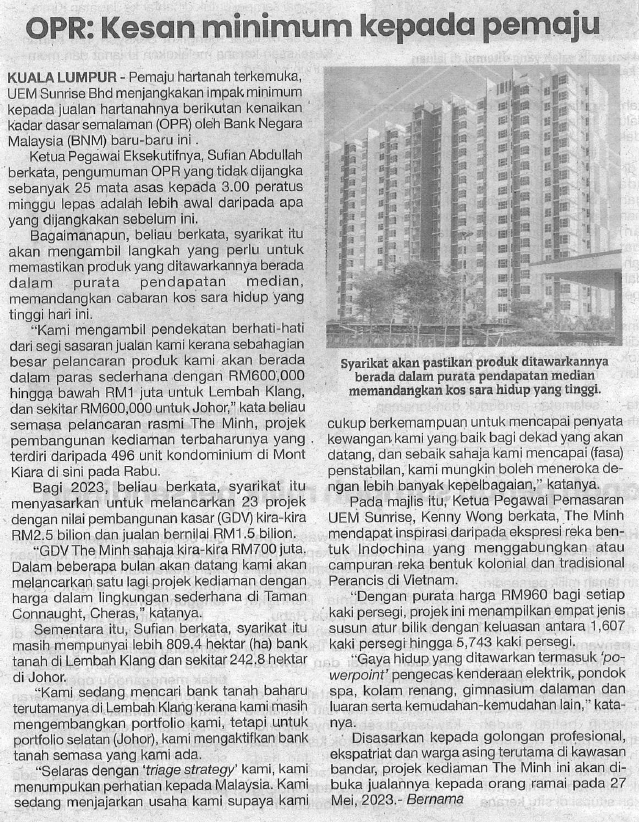 OPR: Kesan minimum kepada pemaju
KUALA LUMPUR - Pemaju hartanah terkemuka,
UEM Sunrise Bhd menjangkakan impak minimum
kepada jualan hartanahnya berikutan kenaikan
kadar dasar semalaman (OPR) oleh Bank Negara
Malaysia (BNM) baru-baru ini .
Ketua Pegawai Eksekutifnya, Sufian Abdullah
berkata, pengumuman OPR yang tidak dijangka
sebanyak 25 mata asas kepada 3.00 peratus
minggu lepas adalah lebih awal daripada apa
yang dijangkakan sebelum ini.
Bagaimanapun, beliau berkata, syarikat itu
akan mengambil langkah yang perlu untuk
memastikan produk yang ditawarkannya berada
dalam purata pendapatan median,
memandangkan cabaran kos sara hidup yang
tinggi hari ini.
“Kami mengambil pendekatan berhati-hati
dari segi sasaran jualan kami kerana sebahagian
besar pelancaran produk kami akan berada
dalam paras sederhana dengan RM600,000
hingga bawah RM1 juta untuk Lembah Klang,
dan sekitar RM600,000 untuk Johor,” kata beliau
semasa pelancaran rasmi The Minh, projek
pembangunan kediaman terbaharunya yang
terdiri daripada 496 unit kondominium di Mont
Kiara di sini pada Rabu.
Bagi 2023, beliau berkata, syarikat itu
menyasarkan untuk melancarkan 23 projek
dengan nilai pembangunan kasar (GDV) kira-kira
RM2.5 bilion dan jualan bernilai RM1.5 bilion.
“GDV The Minh sahaja kira-kira RM700 juta.
Dalam beberapa bulan akan datang kami akan
melancarkan satu lagi projek kediaman dengan
harga dalam lingkungan sederhana di Taman
Connaught, Cheras,” katanya.
Sementara itu, Sufian berkata, syarikat itu
masih mempunyai lebih 809.4 hektar (ha) bank
tanah di Lembah Klang dan sekitar 242.8 hektar
di Johor.
“Kami sedang mencari bank tanah baharu
terutamanya di Lembah Klang kerana kami masih
mengembangkan portfolio kami, tetapi untuk
portfolio selatan (Johor), kami mengaktifkan bank
tanah semasa yang kami ada.
“Selaras dengan ‘triage strategy’ kami, kami
menumpukan perhatian kepada Malaysia. Kami
sedang menjajarkan usaha kami supaya kami
Syarikat akan pastikan produk ditawarkannya
berada dalam purata pendapatan median
memandangkan kos sara hidup yang tinggi.
cukup berkemampuan untuk mencapai penyata
kewangan kami yang baik bagi dekad yang akan
datang, dan sebaik sahaja kami mencapai (fasa)
penstabilan, kami mungkin boleh meneroka de-
ngan lebih banyak kepelbagaian,” katanya.
Pada majlis itu, Ketua Pegawai Pemasaran
UEM Sunrise, Kenny Wong berkata, The Minh
mendapat inspirasi daripada ekspresi reka ben-
tuk Indochina yang menggabungkan atau
campuran reka bentuk kolonial dan tradisional
Perancis di Vietnam.
“Dengan purata harga RM960 bagi setiap
kaki persegi, projek ini menampilkan empat jenis
susun atur bilik dengan keluasan antara 1,607
kaki persegi hingga 5,743 kaki persegi.
“Gaya hidup yang ditawarkan termasuk ‘po-
werpoint’ pengecas kenderaan elektrik, pondok
spa, kolam renang, gimnasium dalaman dan
luaran serta kemudahan-kemudahan lain,” kata-
nya.
Disasarkan kepada golongan profesional,
ekspatriat dan warga asing terutama di kawasan
bandar, projek kediaman The Minh ini akan di-
buka jualannya kepada orang ramai pada 27
Mei, 2023.- Bernama